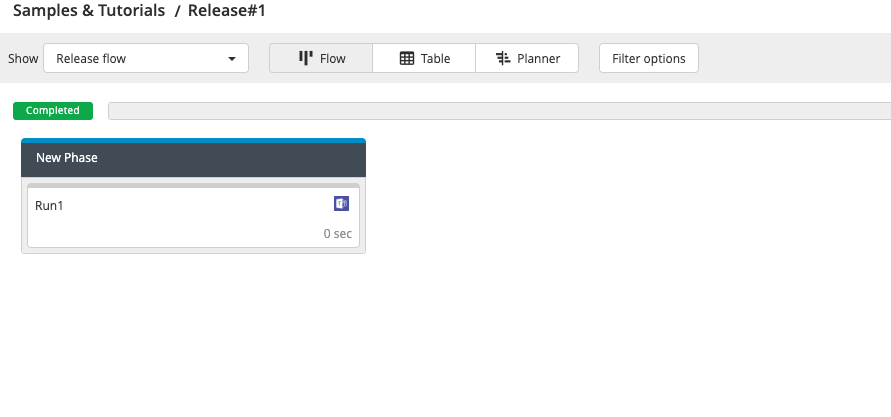 Samples & Tutorials / Release#1
Show Release flow Flow Table Planner Filter options
Completed
New Phase
Run1
0 sec